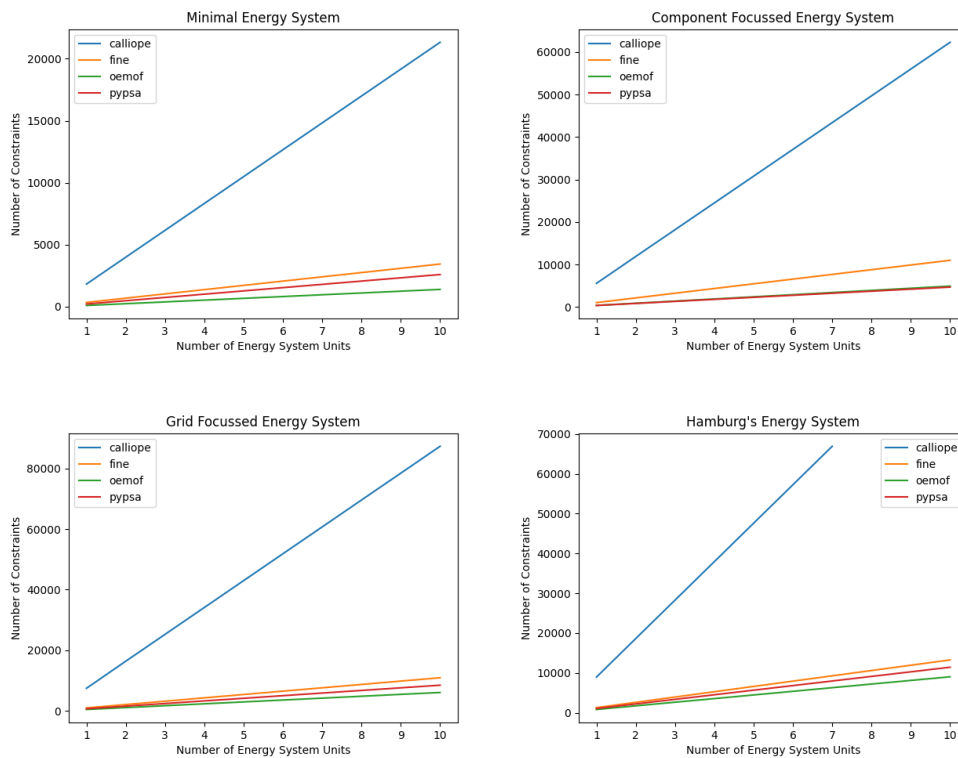 Minimal Energy System
calliope
fine
oemof
pypsa
20000
15000
10000
5000
0
Number of Constraints
1 2 3 4 5 6 7 8 9 10
Number of Energy System Units
Component Focussed Energy System
calliope
fine
oemof
pypsa
60000
50000
40000
30000
20000
10000
0
Number of Constraints
1 2 3 4 5 6 7 8 9 10
Number of Energy System Units
Grid Focussed Energy System
calliope
fine
oemof
pypsa
80000
60000
40000
20000
0
Number of Constraints
1 2 3 4 5 6 7 8 9 10
Number of Energy System Units
Hamburg's Energy System
calliope
fine
oemof
pypsa
70000
60000
50000
40000
30000
20000
10000
0
Number of Constraints
1 2 3 4 5 6 7 8 9 10
Number of Energy System Units